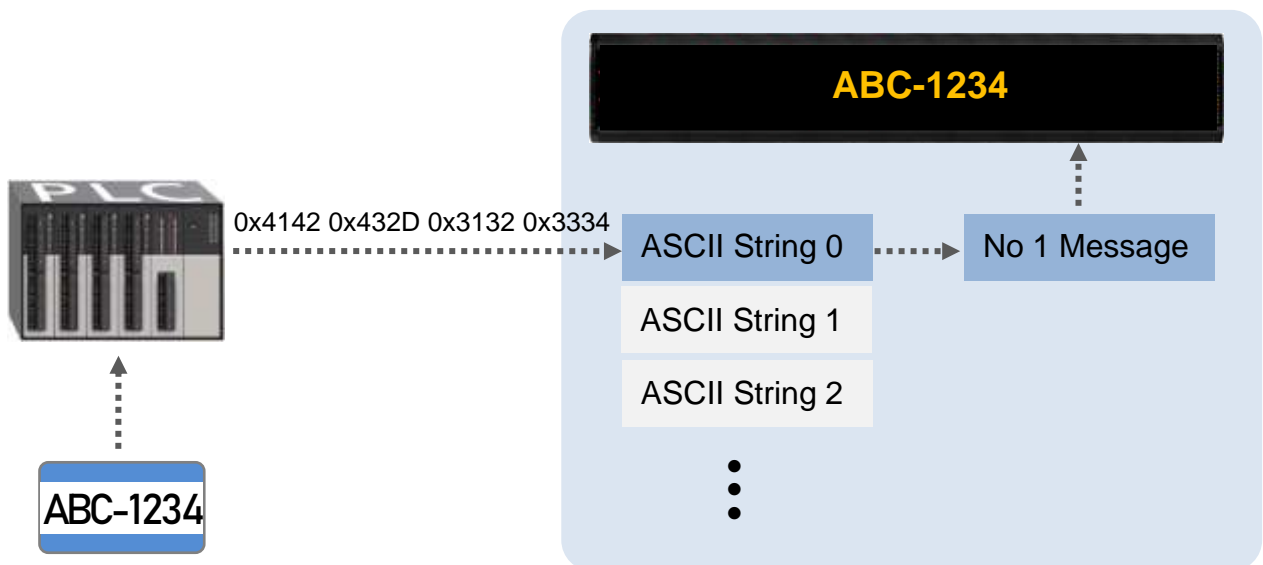 ABC-1234
PLC
0x4142 0x432D 0x3132 0x3334
ASCII String 0
No 1 Message
ASCII String 1
ASCII String 2
ABC-1234